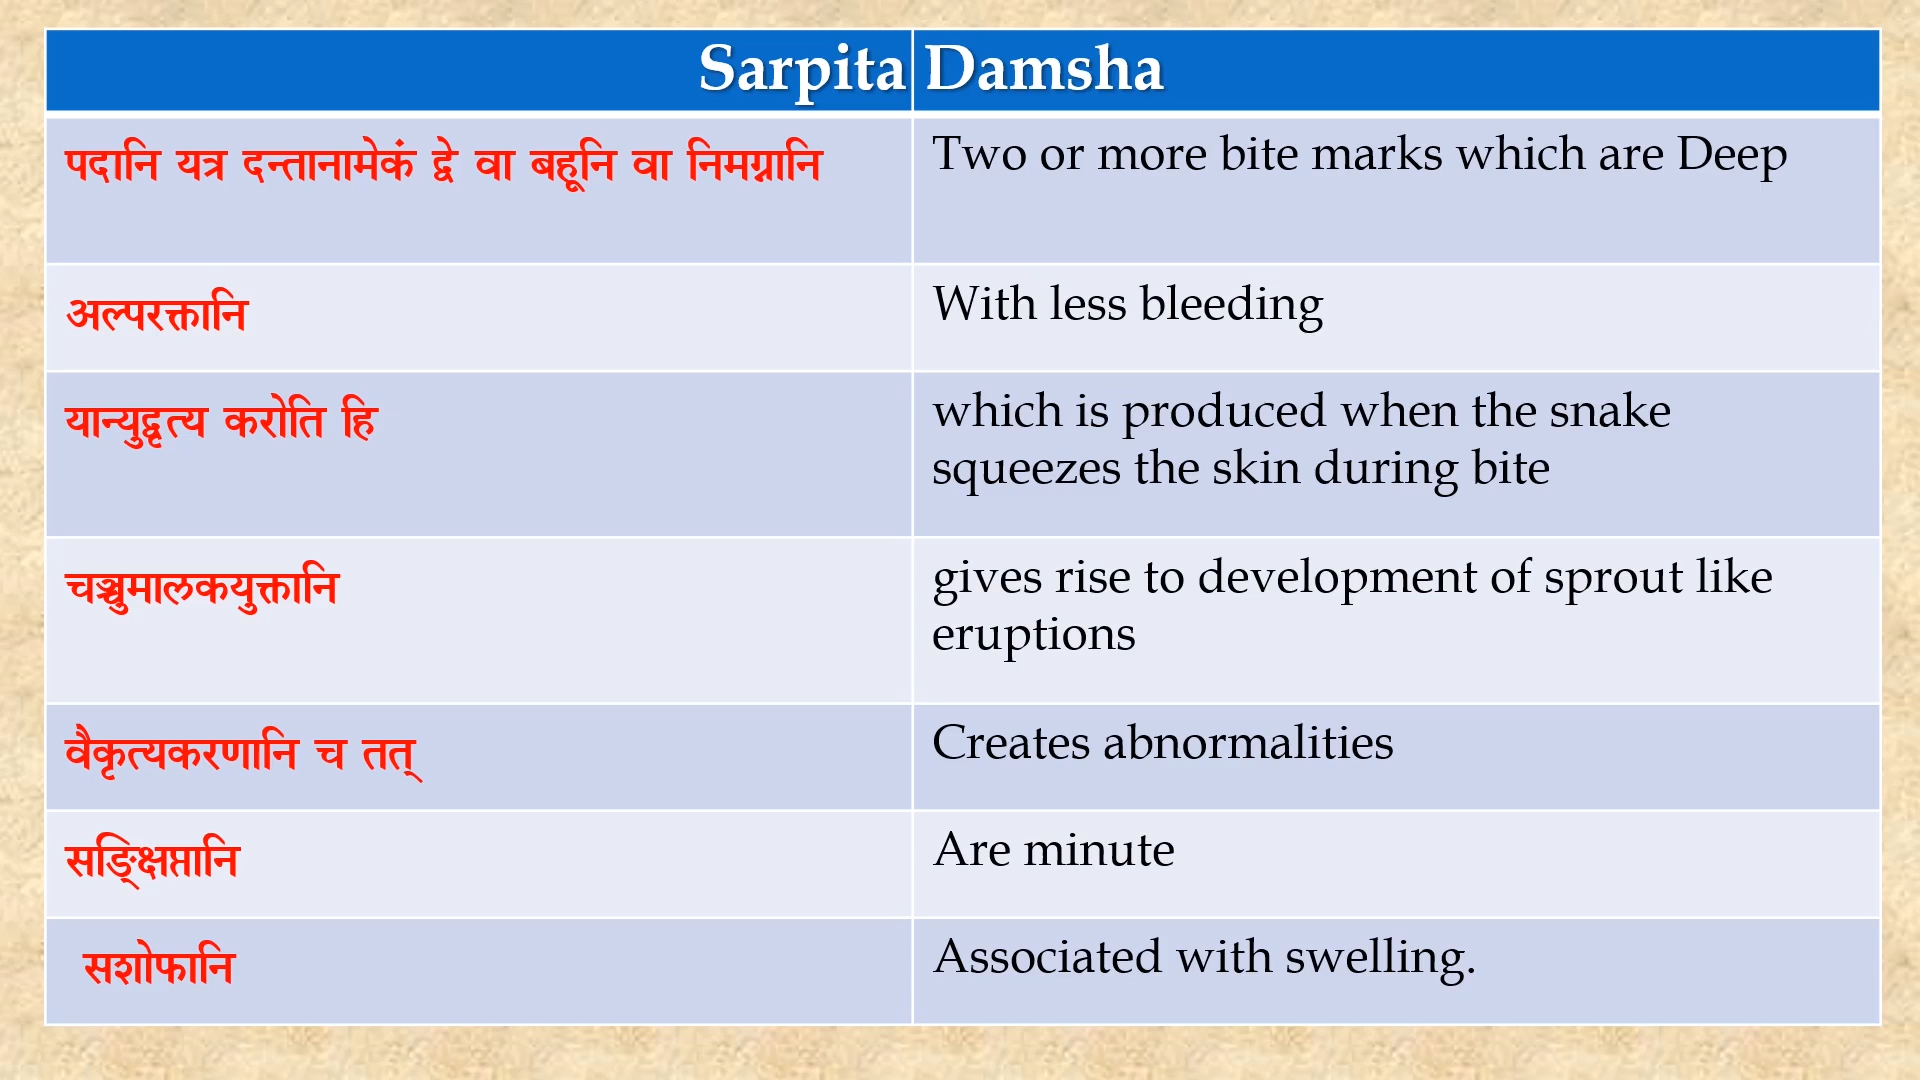 Sarpita Damsha
पदानि यत्र दन्तानामेकं द्वे वा बहूनि वा निमग्नानि
Two or more bite marks which are Deep
अल्परक्तानि
With less bleeding
यान्युद्वृत्य करोति हि
which is produced when the snake
squeezes the skin during bite
चञ्चुमालकयुक्तानि
gives rise to development of sprout like
eruptions
वैकृत्यकरणानि च तत्
Creates abnormalities
सङ्क्षिप्तानि
Are minute
सशोफानि
Associated with swelling.